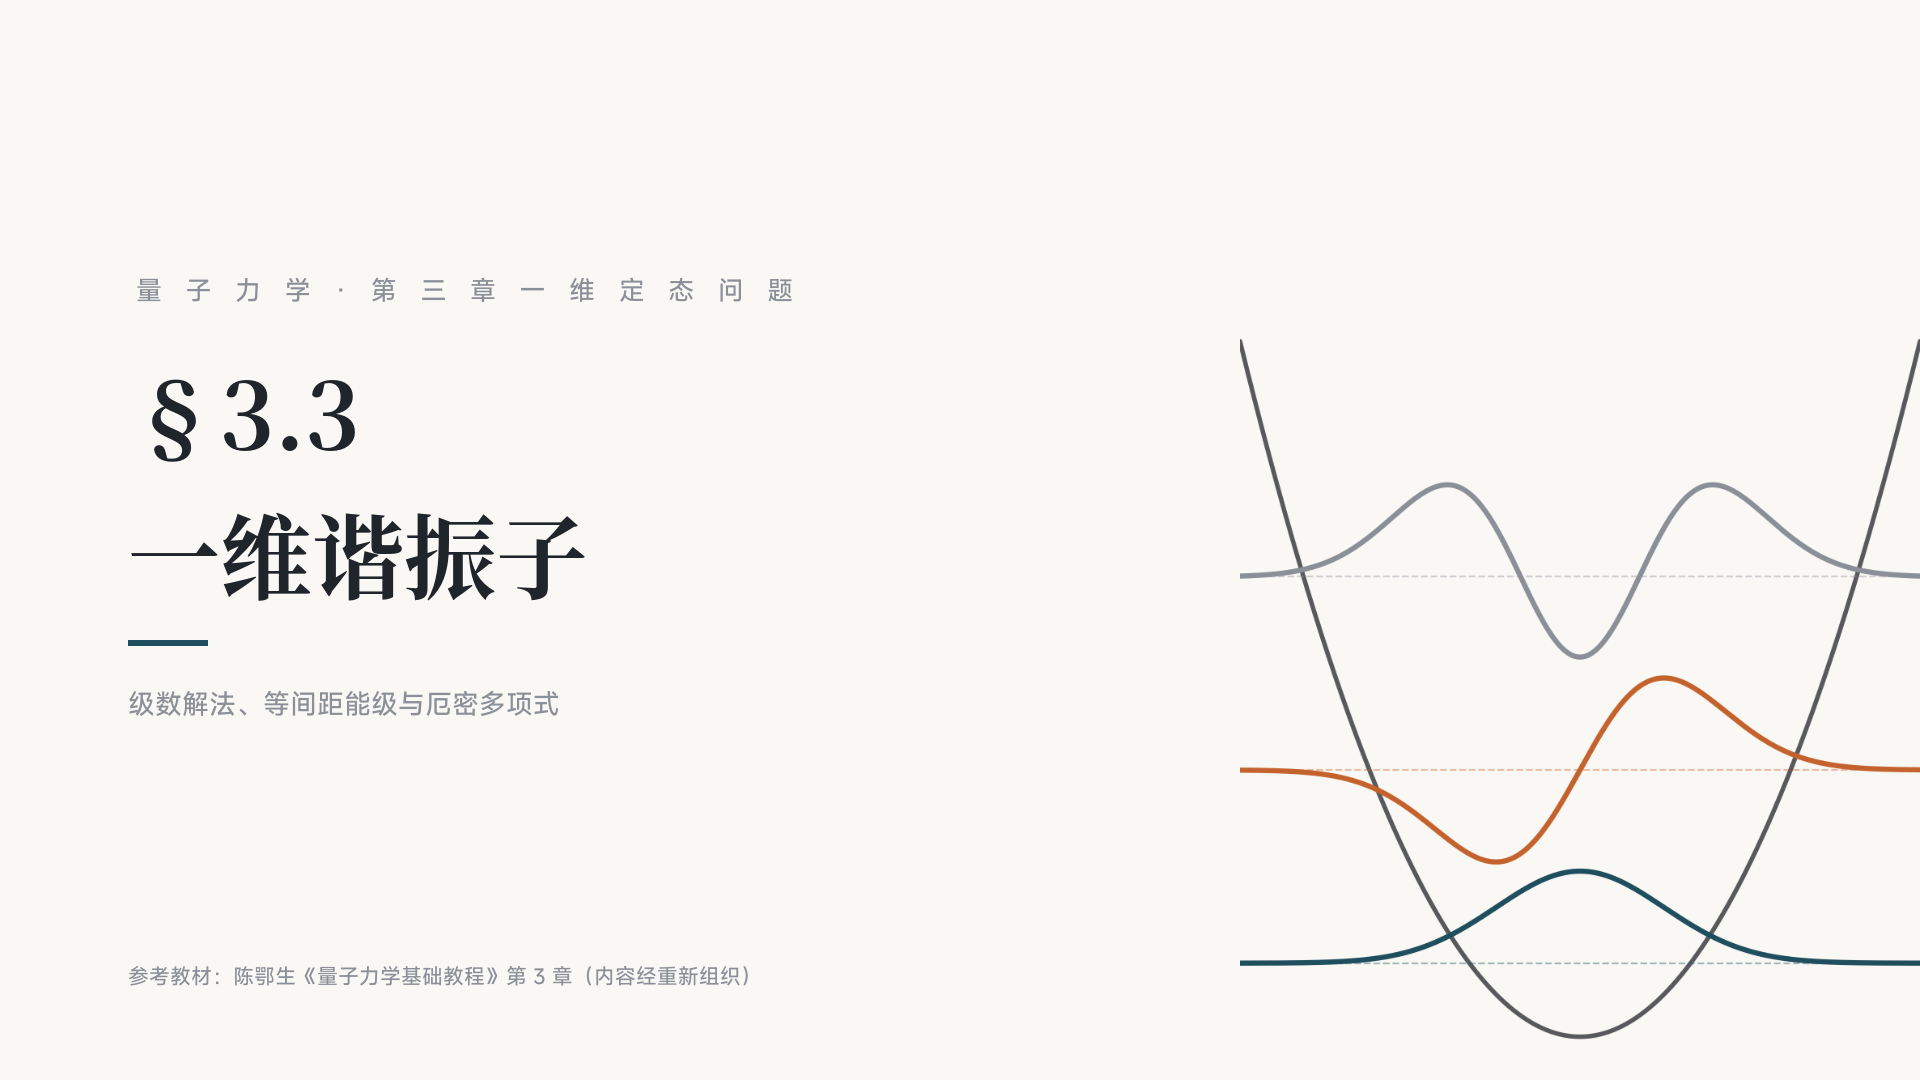 量子力学 · 第三章一维定态问题
§ 3.3
一维谐振子
级数解法、等间距能级与厄密多项式
参考教材：陈鄂生《量子力学基础教程》第 3 章（内容经重新组织）